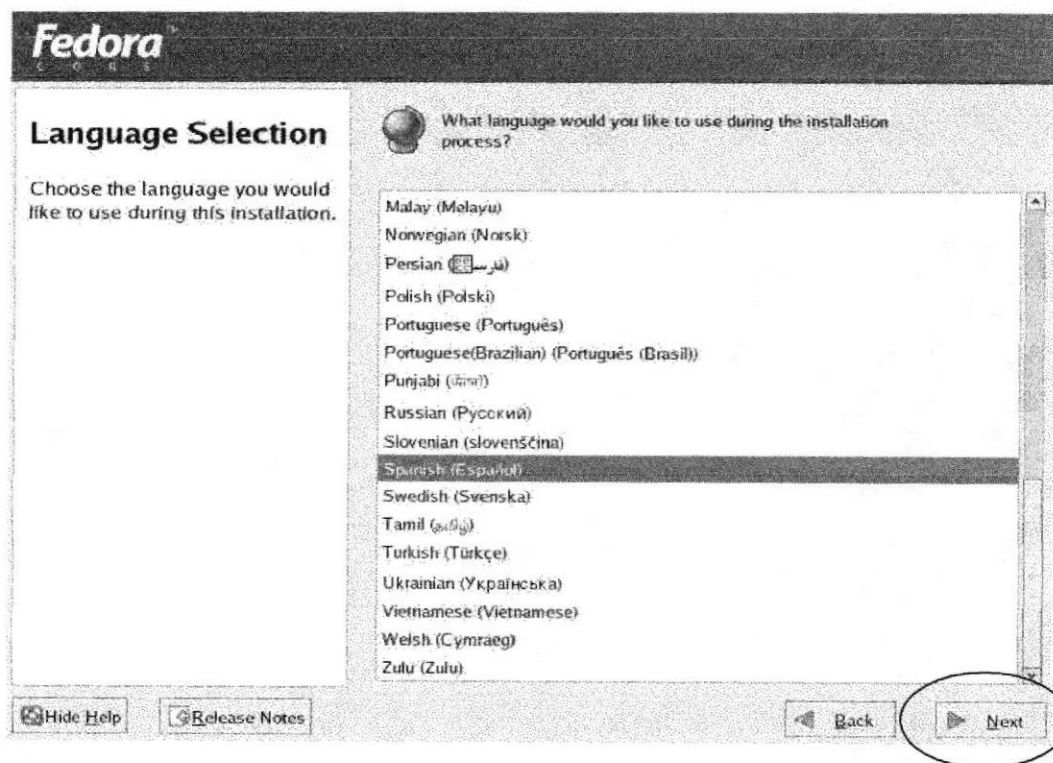 Fedora
CORE
Language Selection
Choose the language you would
like to use during this installation.
What language would you like to use during the installation
process?
Malay (Melayu)
Norwegian (Norsk)
Persian
Polish (Polski)
Portuguese (Português)
Portuguese(Brazilian) (Português (Brasil))
Punjabi
Russian (Русский)
Slovenian (slovenščina)
Spanish (Español)
Swedish (Svenska)
Tamil (தமிழ்)
Turkish (Türkçe)
Ukrainian (Українська)
Vietnamese (Vietnamese)
Welsh (Cymraeg)
Zulu (Zulu)
Hide Help
Release Notes
Back
Next